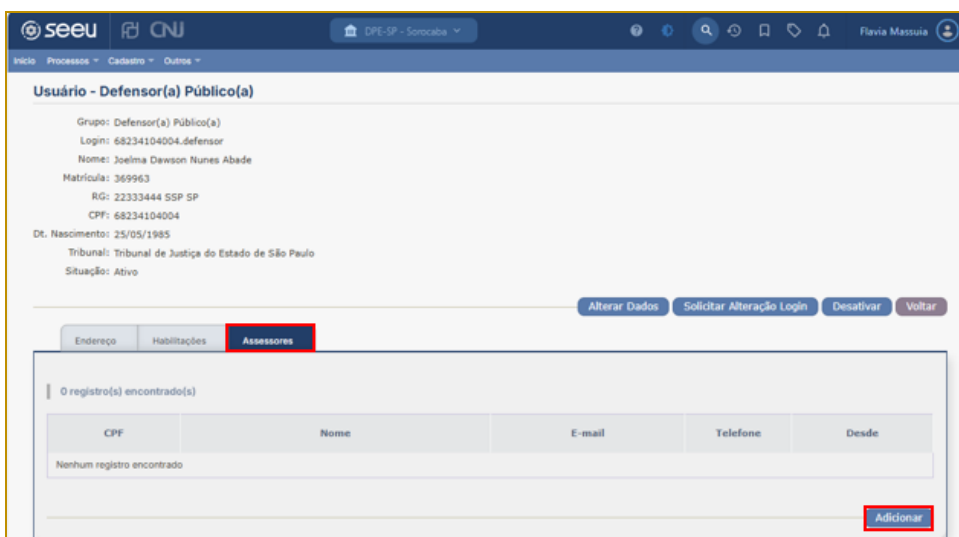 seeu CNJ DPE-SP - Sorocaba Flavia Massuia
Início Processos Cadastro Outros
Usuário - Defensor(a) Público(a)
Grupo: Defensor(a) Público(a)
Login: 68234104004.defensor
Nome: Joelma Dawson Nunes Abade
Matrícula: 369963
RG: 22333444 SSP SP
CPF: 68234104004
Dt. Nascimento: 25/05/1985
Tribunal: Tribunal de Justiça do Estado de São Paulo
Situação: Ativo
Alterar Dados Solicitar Alteração Login Desativar Voltar
Endereço Habilitações Assessores
0 registro(s) encontrado(s)
CPF Nome E-mail Telefone Desde
Nenhum registro encontrado
Adicionar